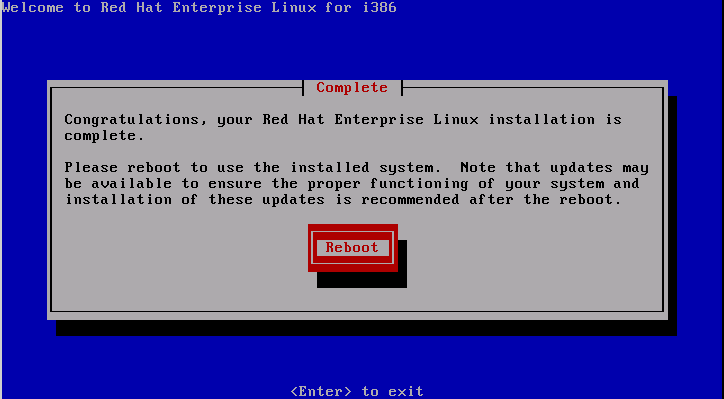 Welcome to Red Hat Enterprise Linux for i386
Complete
Congratulations, your Red Hat Enterprise Linux installation is
complete.
Please reboot to use the installed system.  Note that updates may
be available to ensure the proper functioning of your system and
installation of these updates is recommended after the reboot.
Reboot
<Enter> to exit